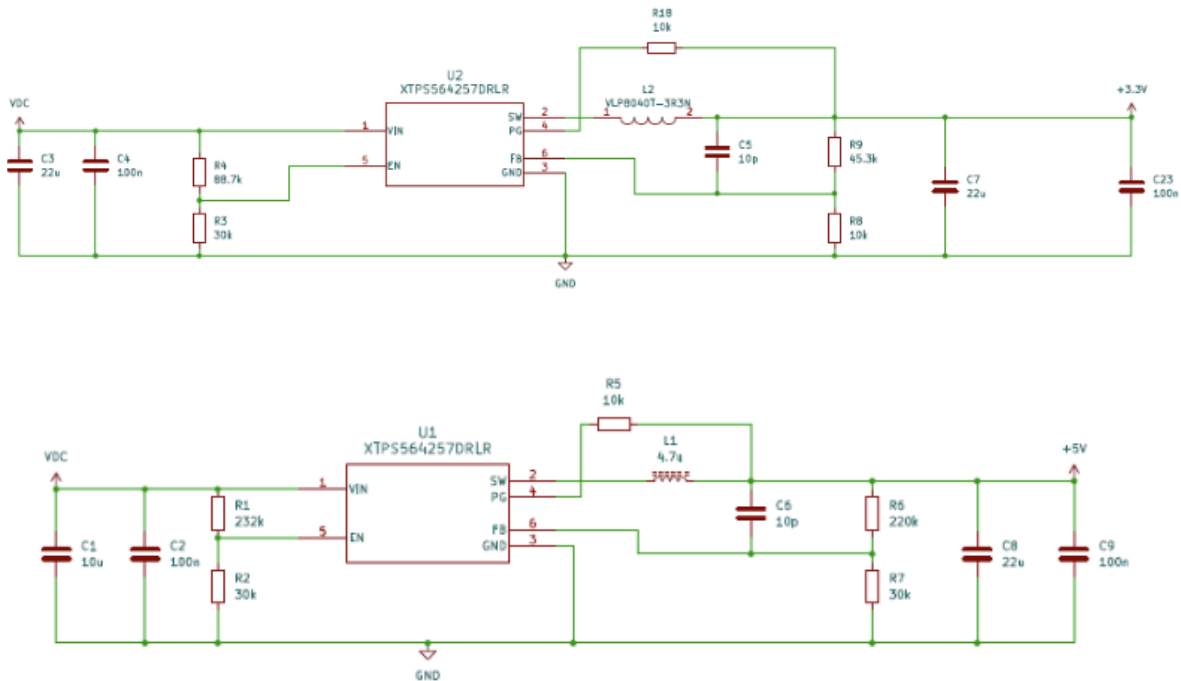 R18
10k
U2
XTPS564257DRLR
VDC
L2
VLP8040T-3R3N
+3.3V
1
VIN
SW
2
1
2
PG
4
C3
22u
C4
100n
R4
88.7k
5
EN
FB
6
GND
3
C5
10p
R9
45.3k
C7
22u
C23
100n
R3
30k
R8
10k
GND
R5
10k
U1
XTPS564257DRLR
VDC
L1
4.7u
+5V
1
VIN
SW
2
PG
4
R1
232k
5
EN
FB
6
GND
3
C6
10p
R6
220k
C1
10u
C2
100n
C8
22u
C9
100n
R2
30k
R7
30k
GND